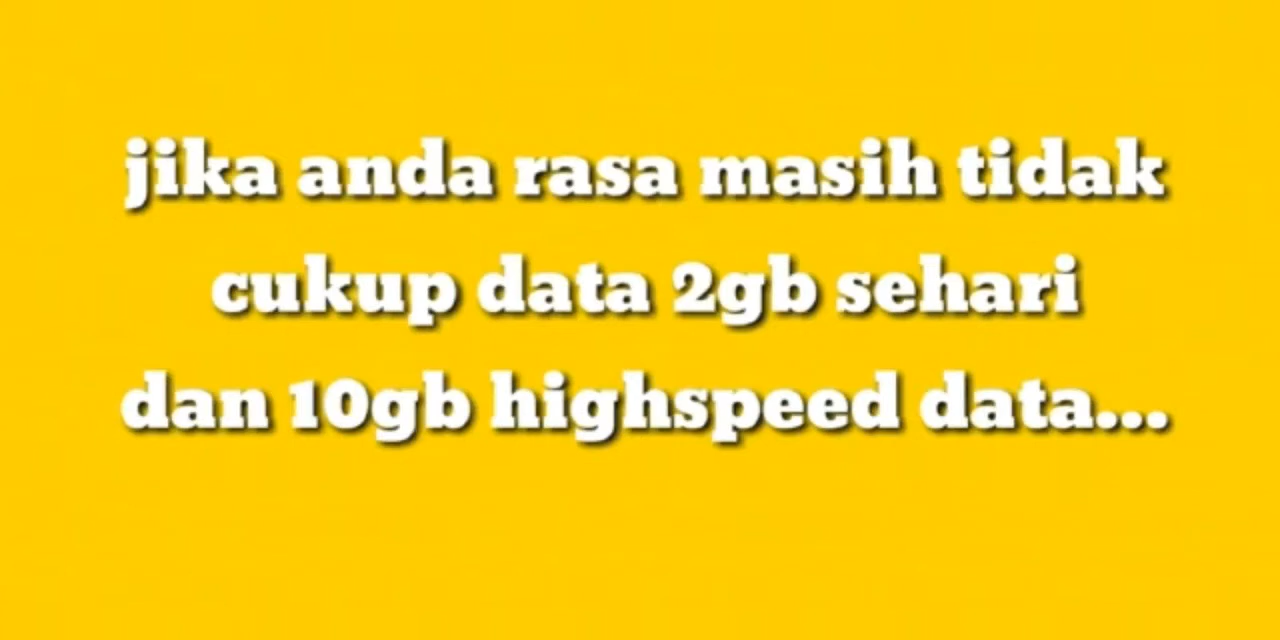 jika anda rasa masih tidak
cukup data 2gb sehari
dan 10gb highspeed data...